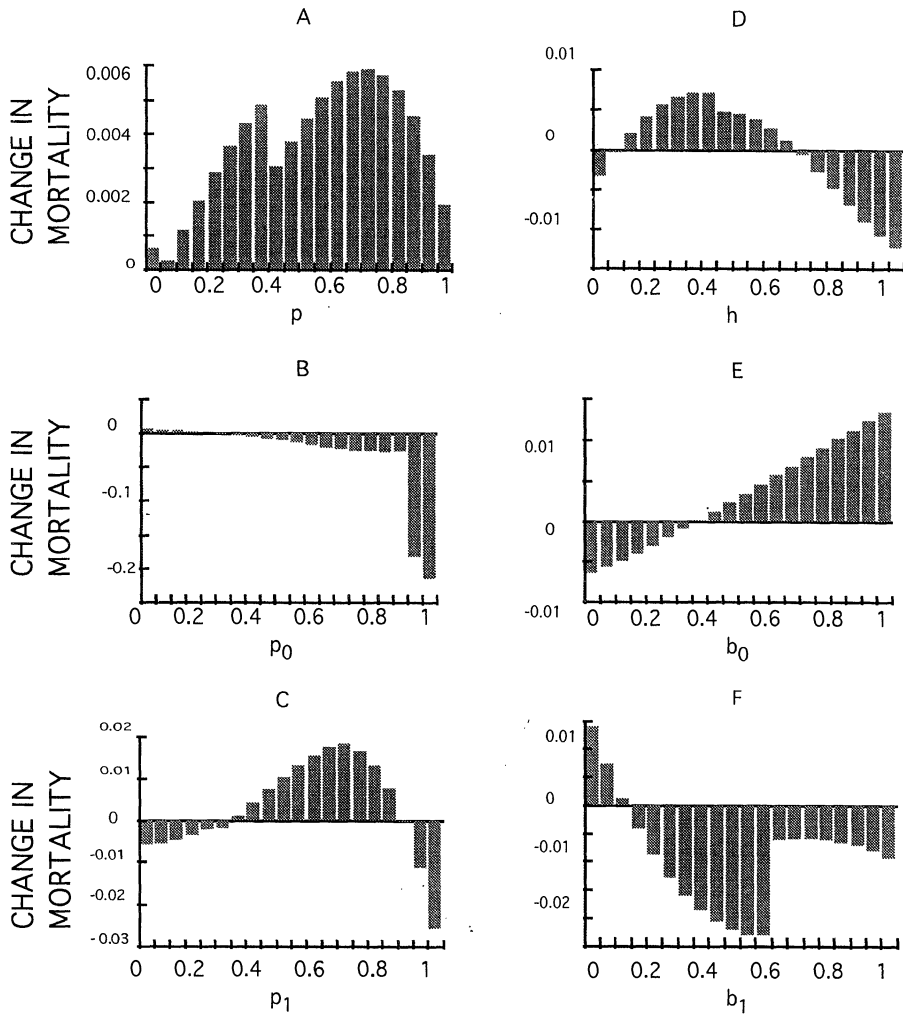 A
CHANGE IN
MORTALITY
0.006
0.004
0.002
0
0 0.2 0.4 0.6 0.8 1
p
D
0.01
0
-0.01
0 0.2 0.4 0.6 0.8 1
h
B
CHANGE IN
MORTALITY
0
-0.1
-0.2
0 0.2 0.4 0.6 0.8 1
p0
E
0.01
0
-0.01
0 0.2 0.4 0.6 0.8 1
b0
C
CHANGE IN
MORTALITY
0.02
0.01
0
-0.01
-0.02
-0.03
0 0.2 0.4 0.6 0.8 1
p1
F
0.01
0
-0.01
-0.02
0 0.2 0.4 0.6 0.8 1
b1